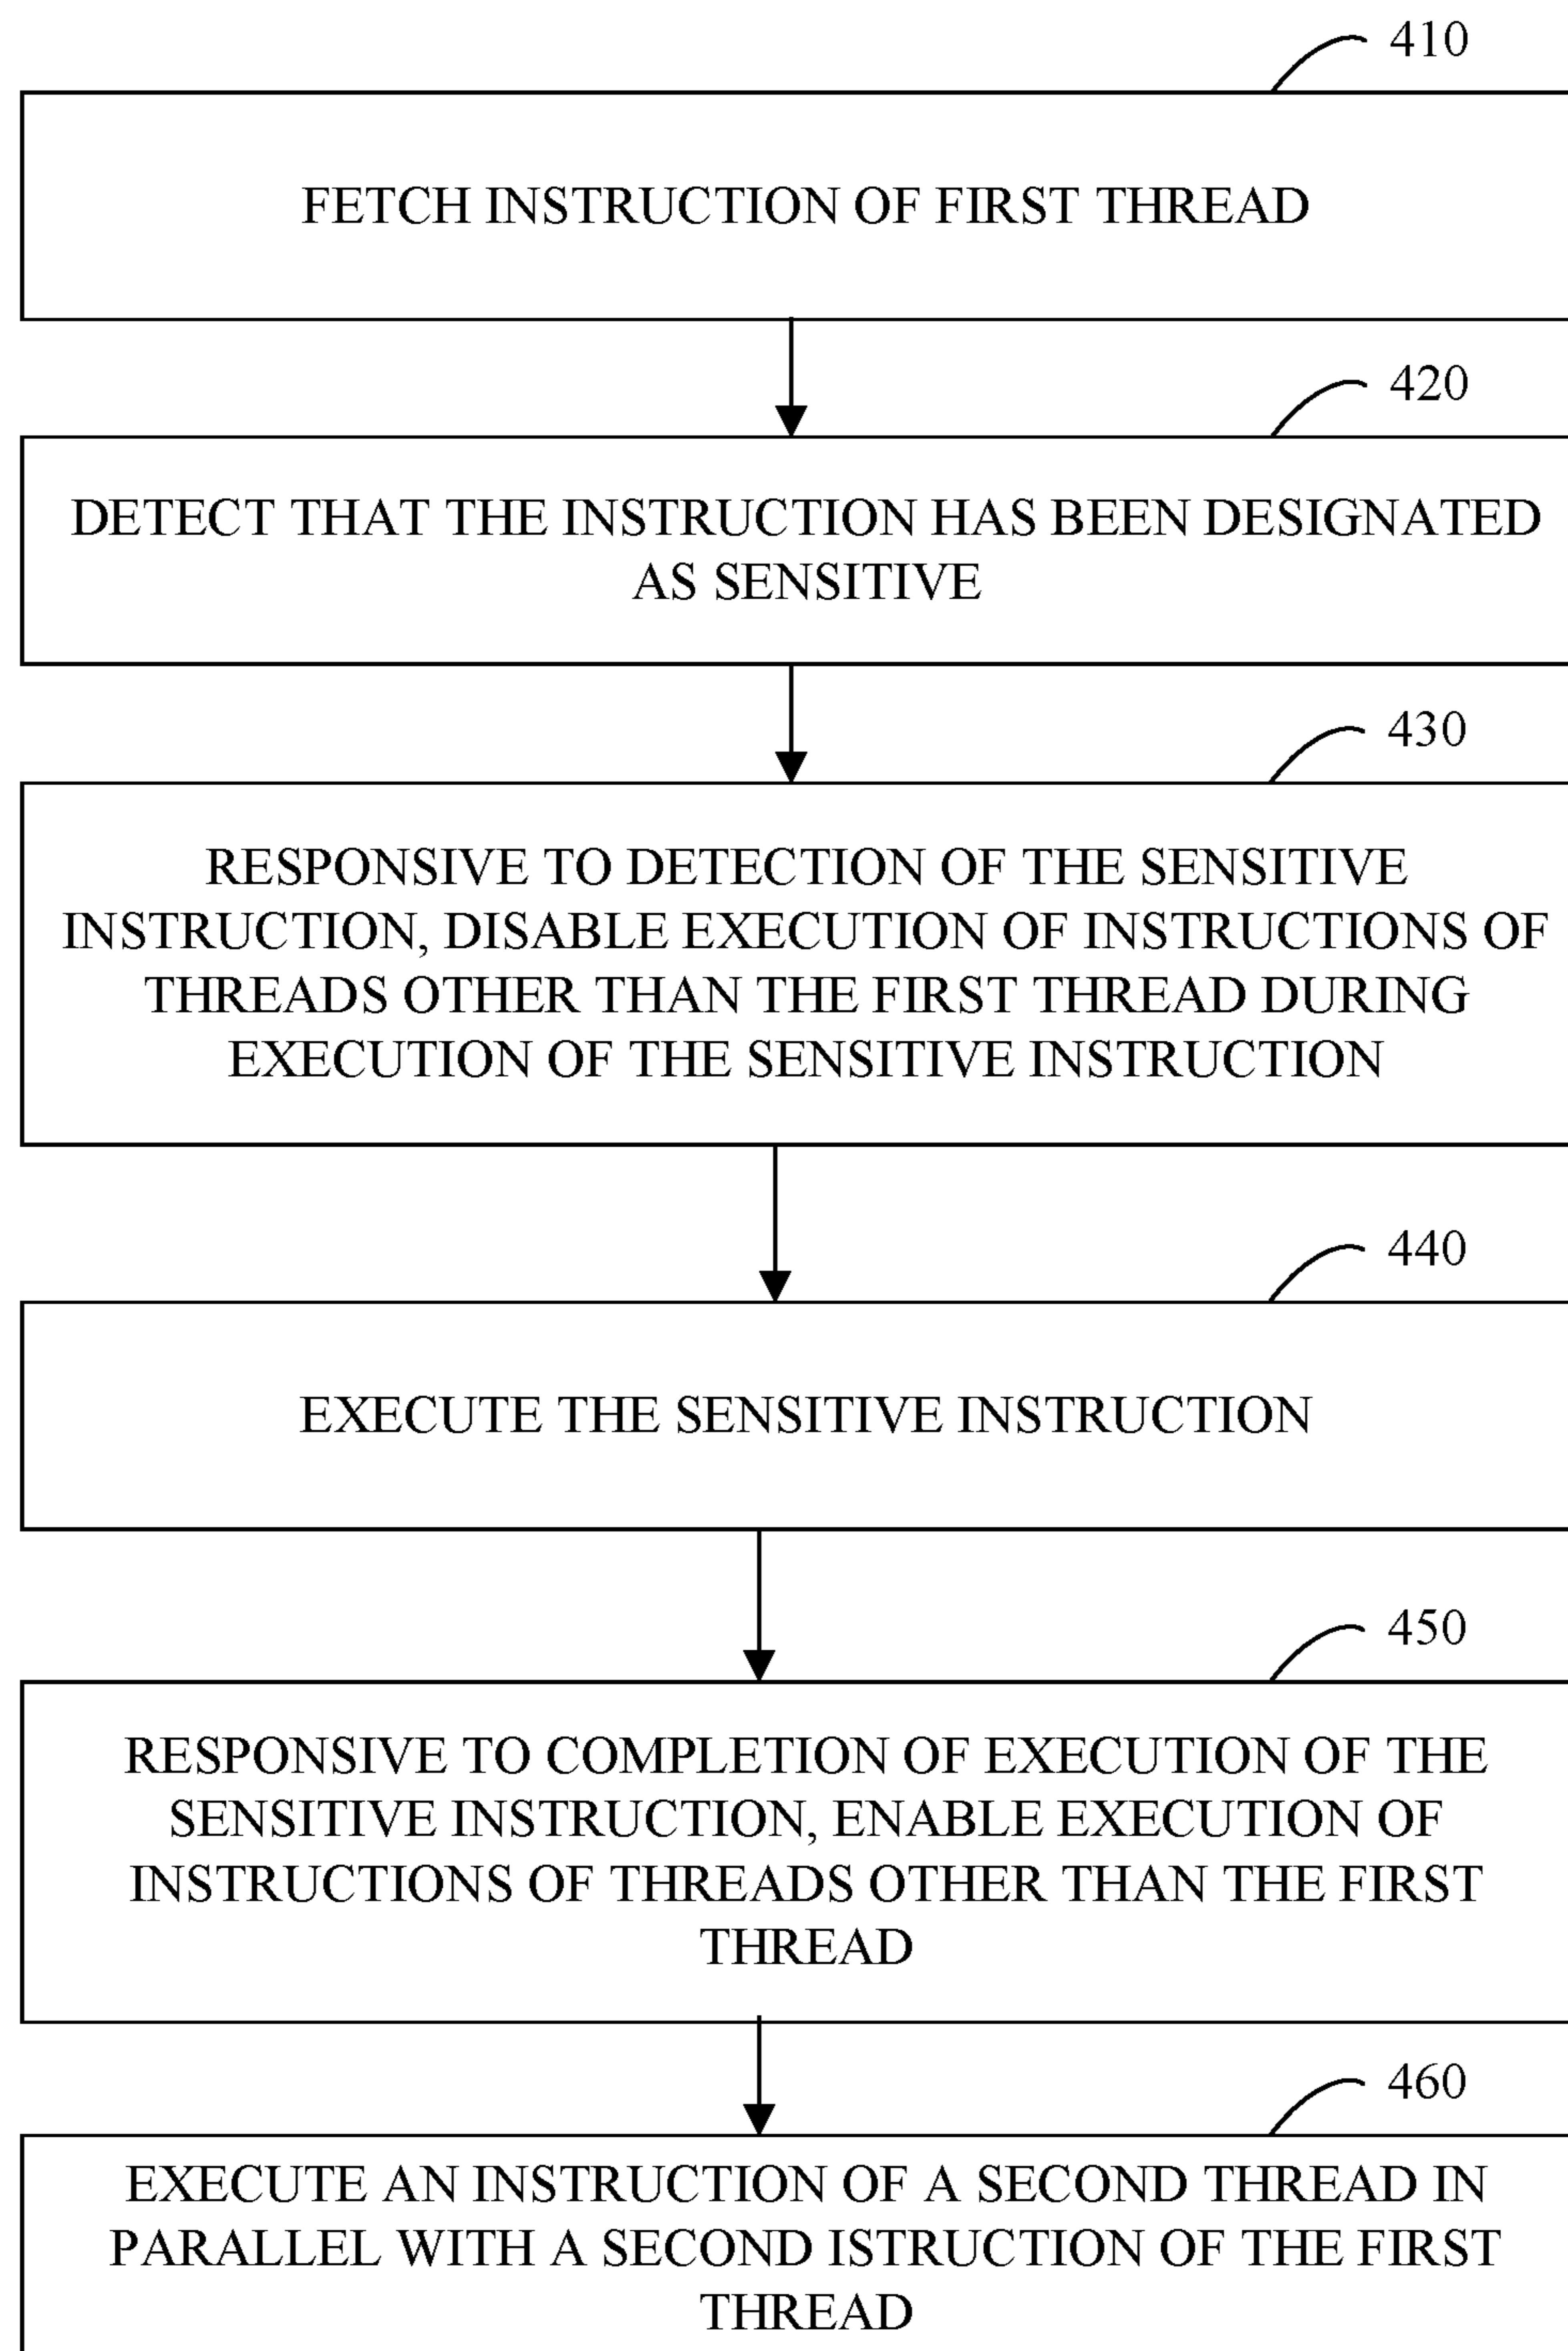 410
FETCH INSTRUCTION OF FIRST THREAD
420
DETECT THAT THE INSTRUCTION HAS BEEN DESIGNATED
AS SENSITIVE
430
RESPONSIVE TO DETECTION OF THE SENSITIVE
INSTRUCTION, DISABLE EXECUTION OF INSTRUCTIONS OF
THREADS OTHER THAN THE FIRST THREAD DURING
EXECUTION OF THE SENSITIVE INSTRUCTION
440
EXECUTE THE SENSITIVE INSTRUCTION
450
RESPONSIVE TO COMPLETION OF EXECUTION OF THE
SENSITIVE INSTRUCTION, ENABLE EXECUTION OF
INSTRUCTIONS OF THREADS OTHER THAN THE FIRST
THREAD
460
EXECUTE AN INSTRUCTION OF A SECOND THREAD IN
PARALLEL WITH A SECOND ISTRUCTION OF THE FIRST
THREAD